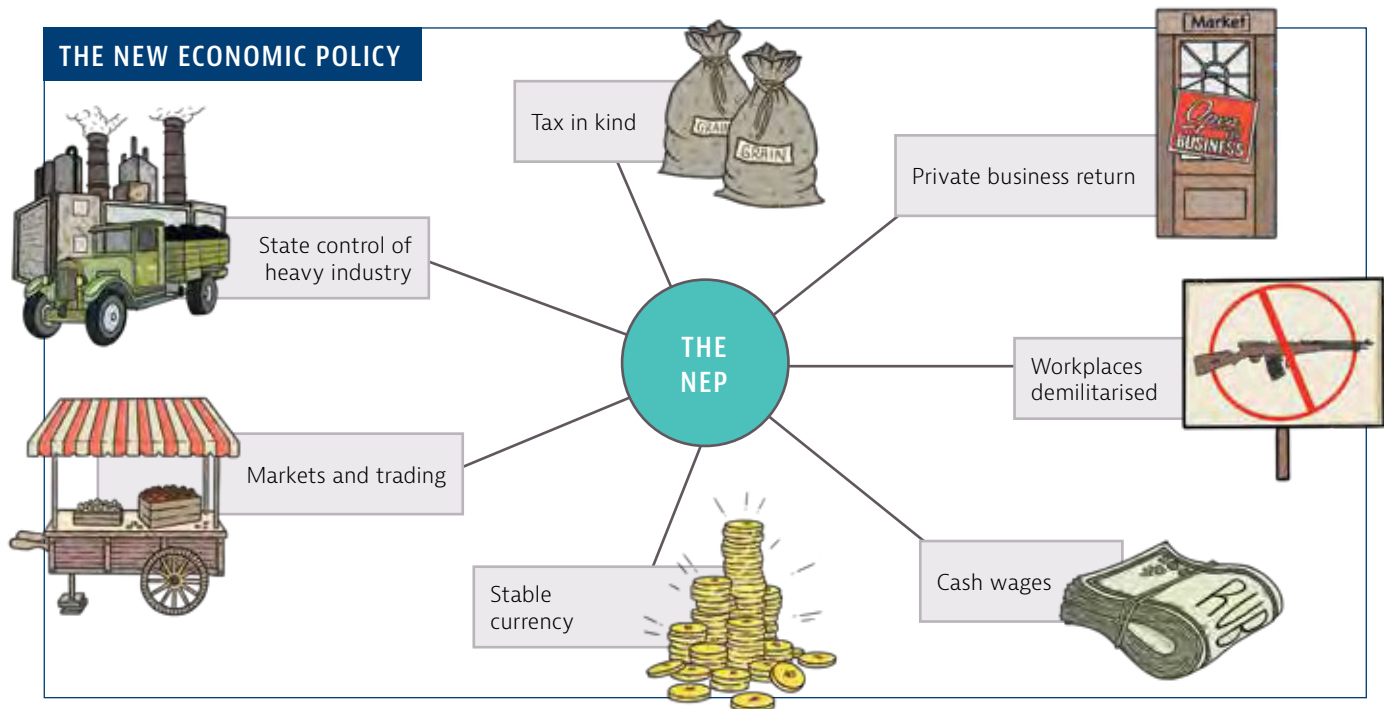 THE NEW ECONOMIC POLICY
Market
Open
for
BUSINESS
Tax in kind
GRAIN
GRAIN
Private business return
State control of
heavy industry
THE
NEP
Workplaces
demilitarised
Markets and trading
Stable
currency
Cash wages
RUB